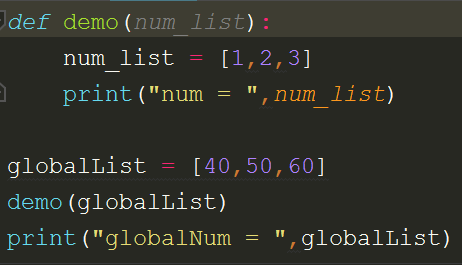 def demo(num_list):
    num_list = [1,2,3]
    print("num = ",num_list)

globalList = [40,50,60]
demo(globalList)
print("globalNum = ",globalList)